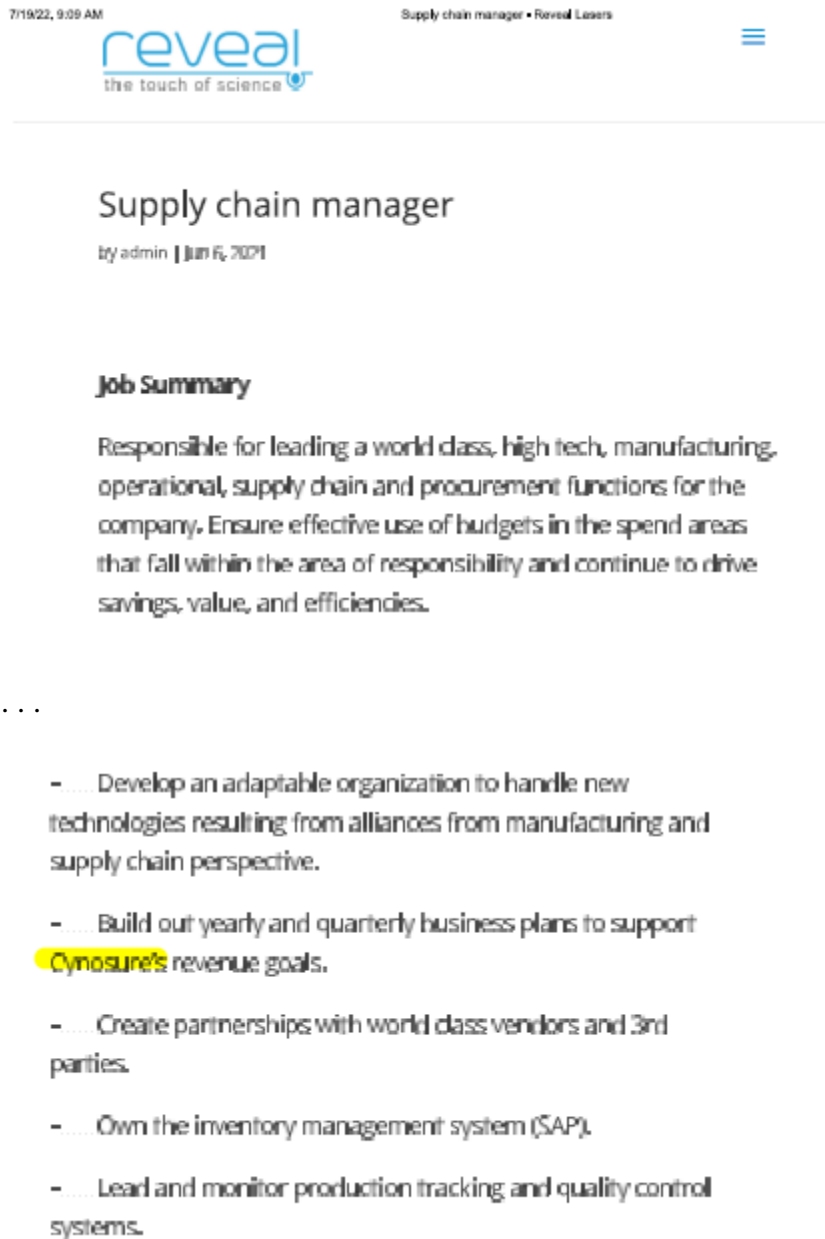 7/19/22, 9:09 AM Supply chain manager • Reveal Lasers
reveal
the touch of science
Supply chain manager
by admin | Jun 6, 2021
Job Summary
Responsible for leading a world class, high tech, manufacturing,
operational, supply chain and procurement functions for the
company. Ensure effective use of budgets in the spend areas
that fall within the area of responsibility and continue to drive
savings, value, and efficiencies.
. . .
– Develop an adaptable organization to handle new
technologies resulting from alliances from manufacturing and
supply chain perspective.
– Build out yearly and quarterly business plans to support
Cynosure's revenue goals.
– Create partnerships with world class vendors and 3rd
parties.
– Own the inventory management system (SAP).
– Lead and monitor production tracking and quality control
systems.